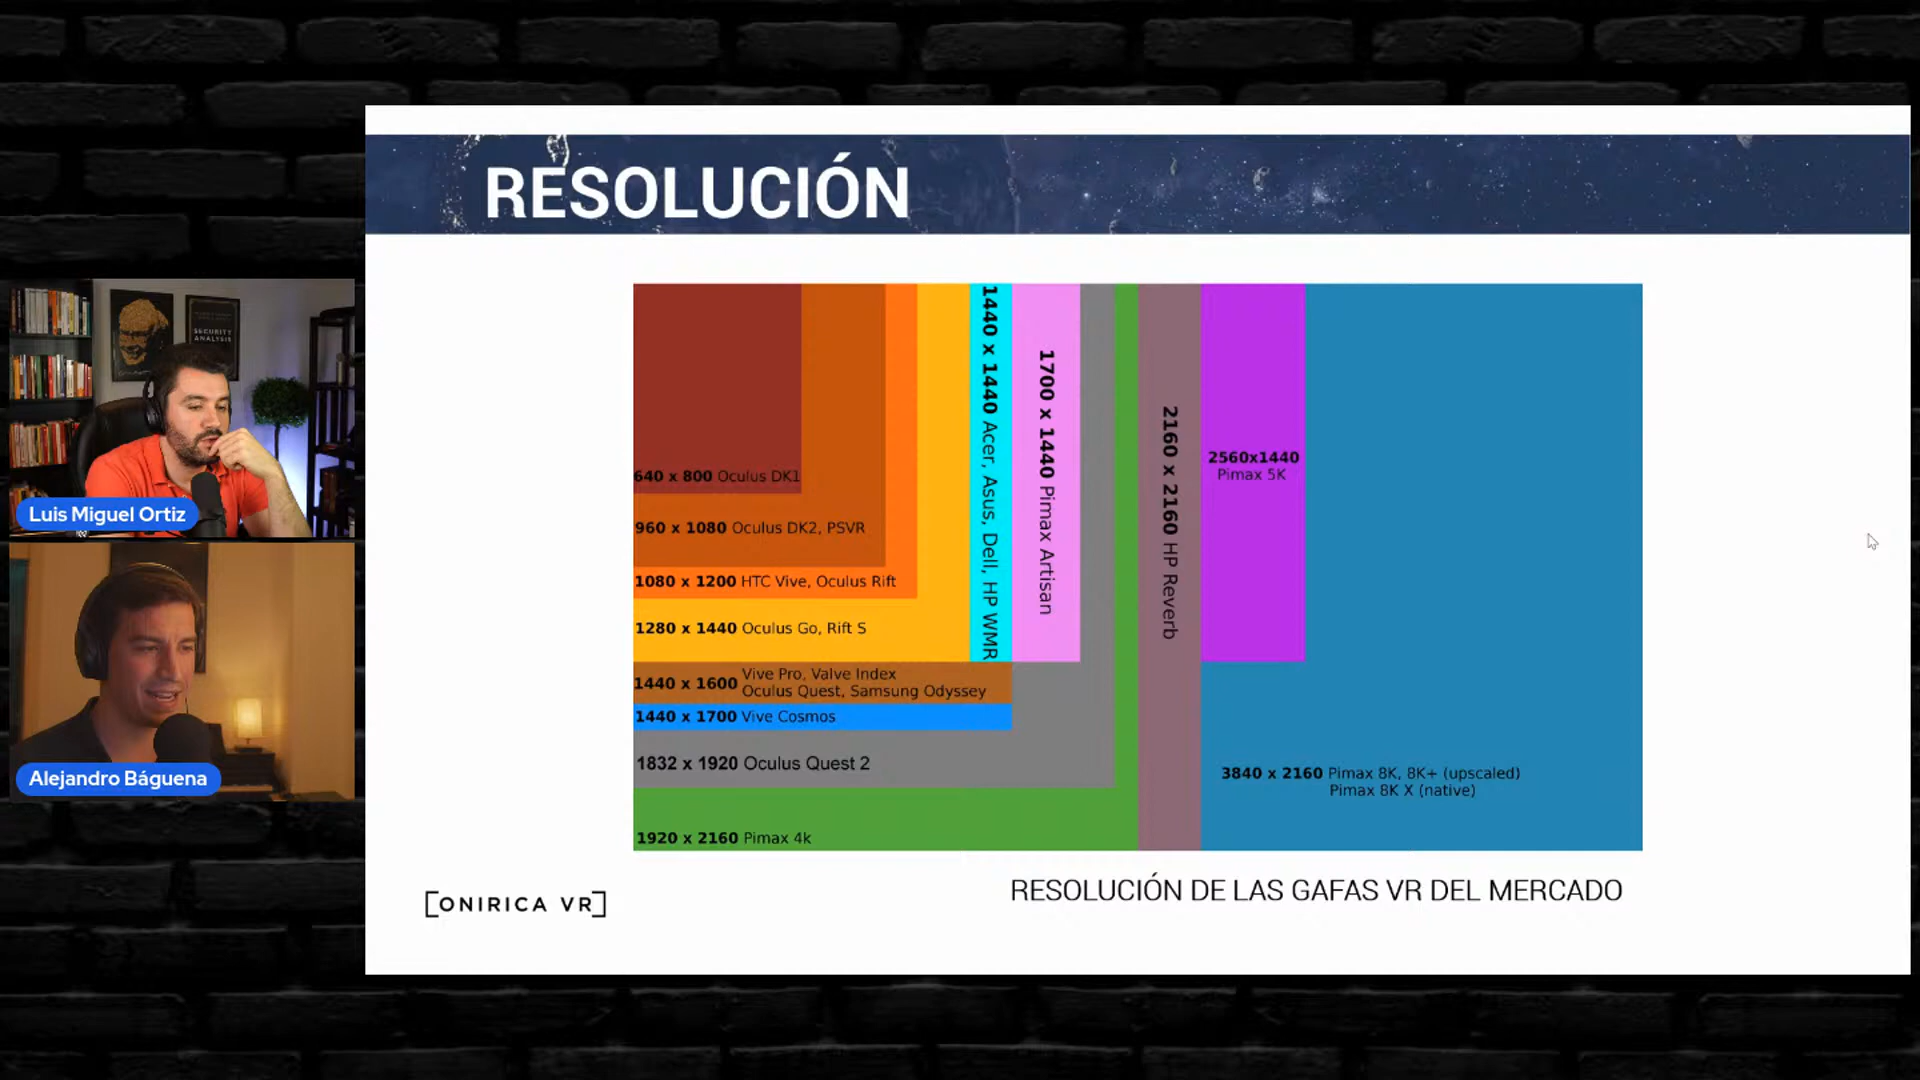 RESOLUCIÓN
SECURITY
ANALYSIS
Luis Miguel Ortiz
Alejandro Báguena
640 x 800 Oculus DK1
960 x 1080 Oculus DK2, PSVR
1080 x 1200 HTC Vive, Oculus Rift
1280 x 1440 Oculus Go, Rift S
1440 x 1440 Acer, Asus, Dell, HP WMR
1700 x 1440 Pimax Artisan
2160 x 2160 HP Reverb
2560x1440
Pimax 5K
1440 x 1600 Vive Pro, Valve Index
Oculus Quest, Samsung Odyssey
1440 x 1700 Vive Cosmos
1832 x 1920 Oculus Quest 2
1920 x 2160 Pimax 4k
3840 x 2160 Pimax 8K, 8K+ (upscaled)
Pimax 8K X (native)
[ONIRICA VR]
RESOLUCIÓN DE LAS GAFAS VR DEL MERCADO